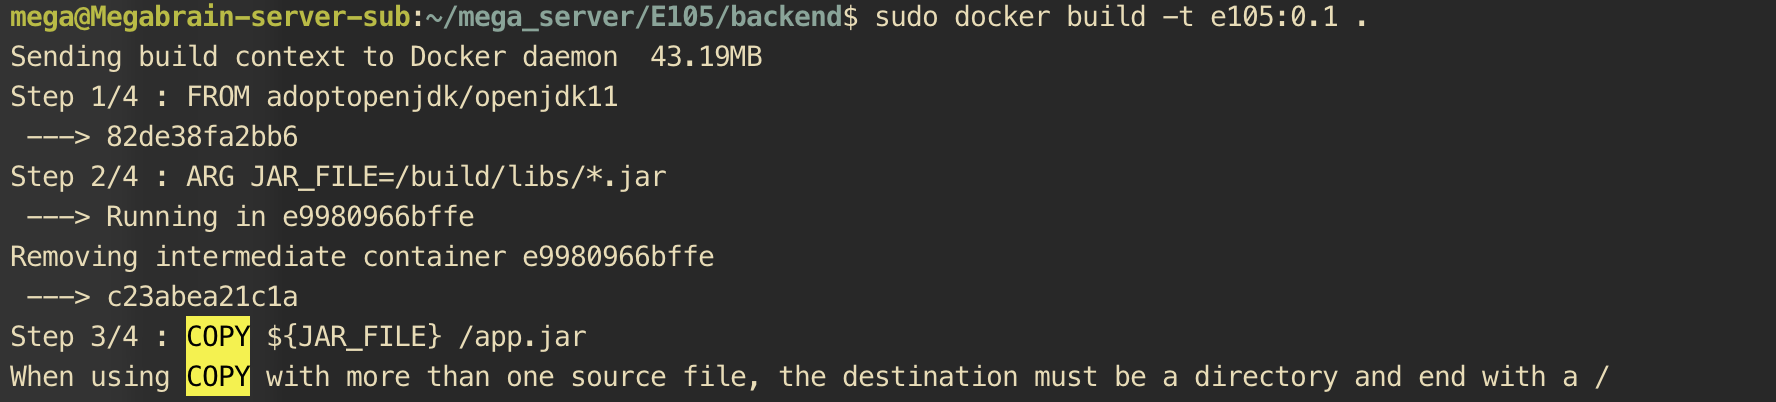 mega@Megabrain-server-sub:~/mega_server/E105/backend$ sudo docker build -t e105:0.1 .
Sending build context to Docker daemon  43.19MB
Step 1/4 : FROM adoptopenjdk/openjdk11
 ---> 82de38fa2bb6
Step 2/4 : ARG JAR_FILE=/build/libs/*.jar
 ---> Running in e9980966bffe
Removing intermediate container e9980966bffe
 ---> c23abea21c1a
Step 3/4 : COPY ${JAR_FILE} /app.jar
When using COPY with more than one source file, the destination must be a directory and end with a /